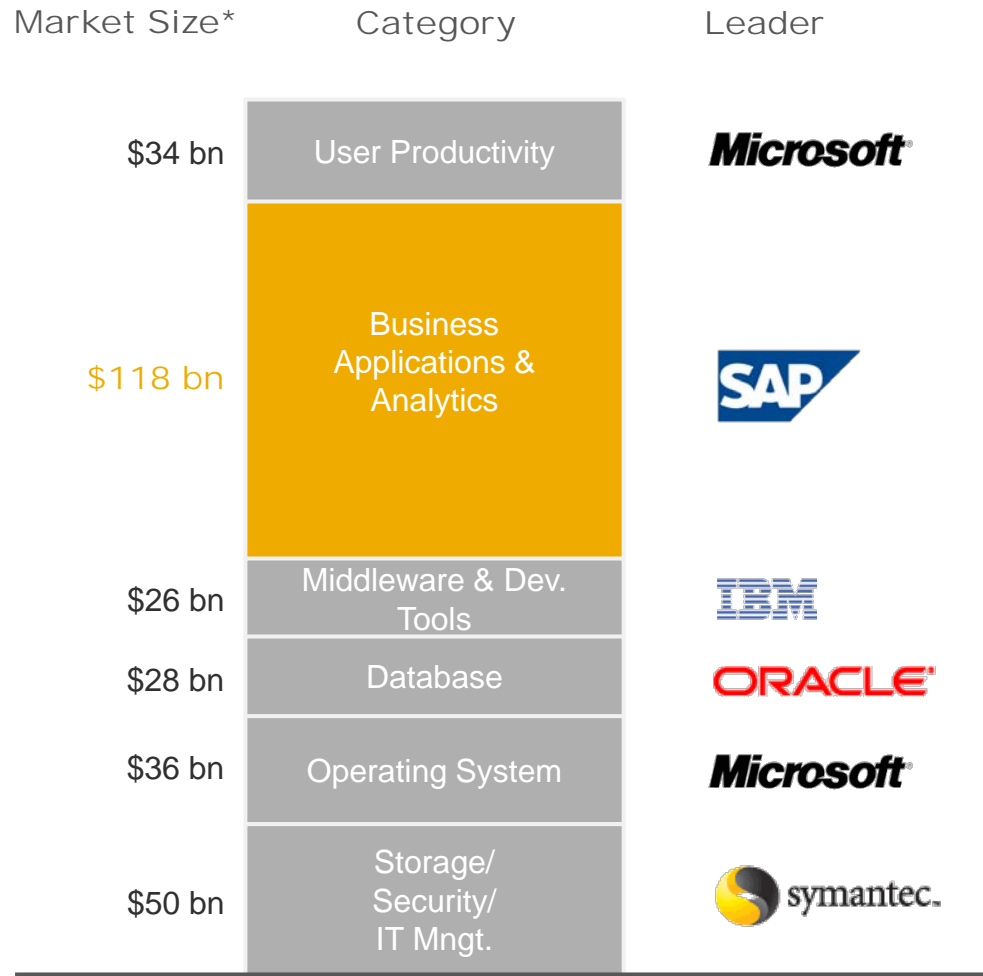 Market Size* Category Leader
$34 bn User Productivity Microsoft®
Business
$118 bn Applications & SAP
Analytics
Middleware & Dev.
$26 bn Tools IBM
$28 bn Database ORACLE
$36 bn Operating System Microsoft®
Storage/
$50 bn Security/ symantec.
IT Mngt.